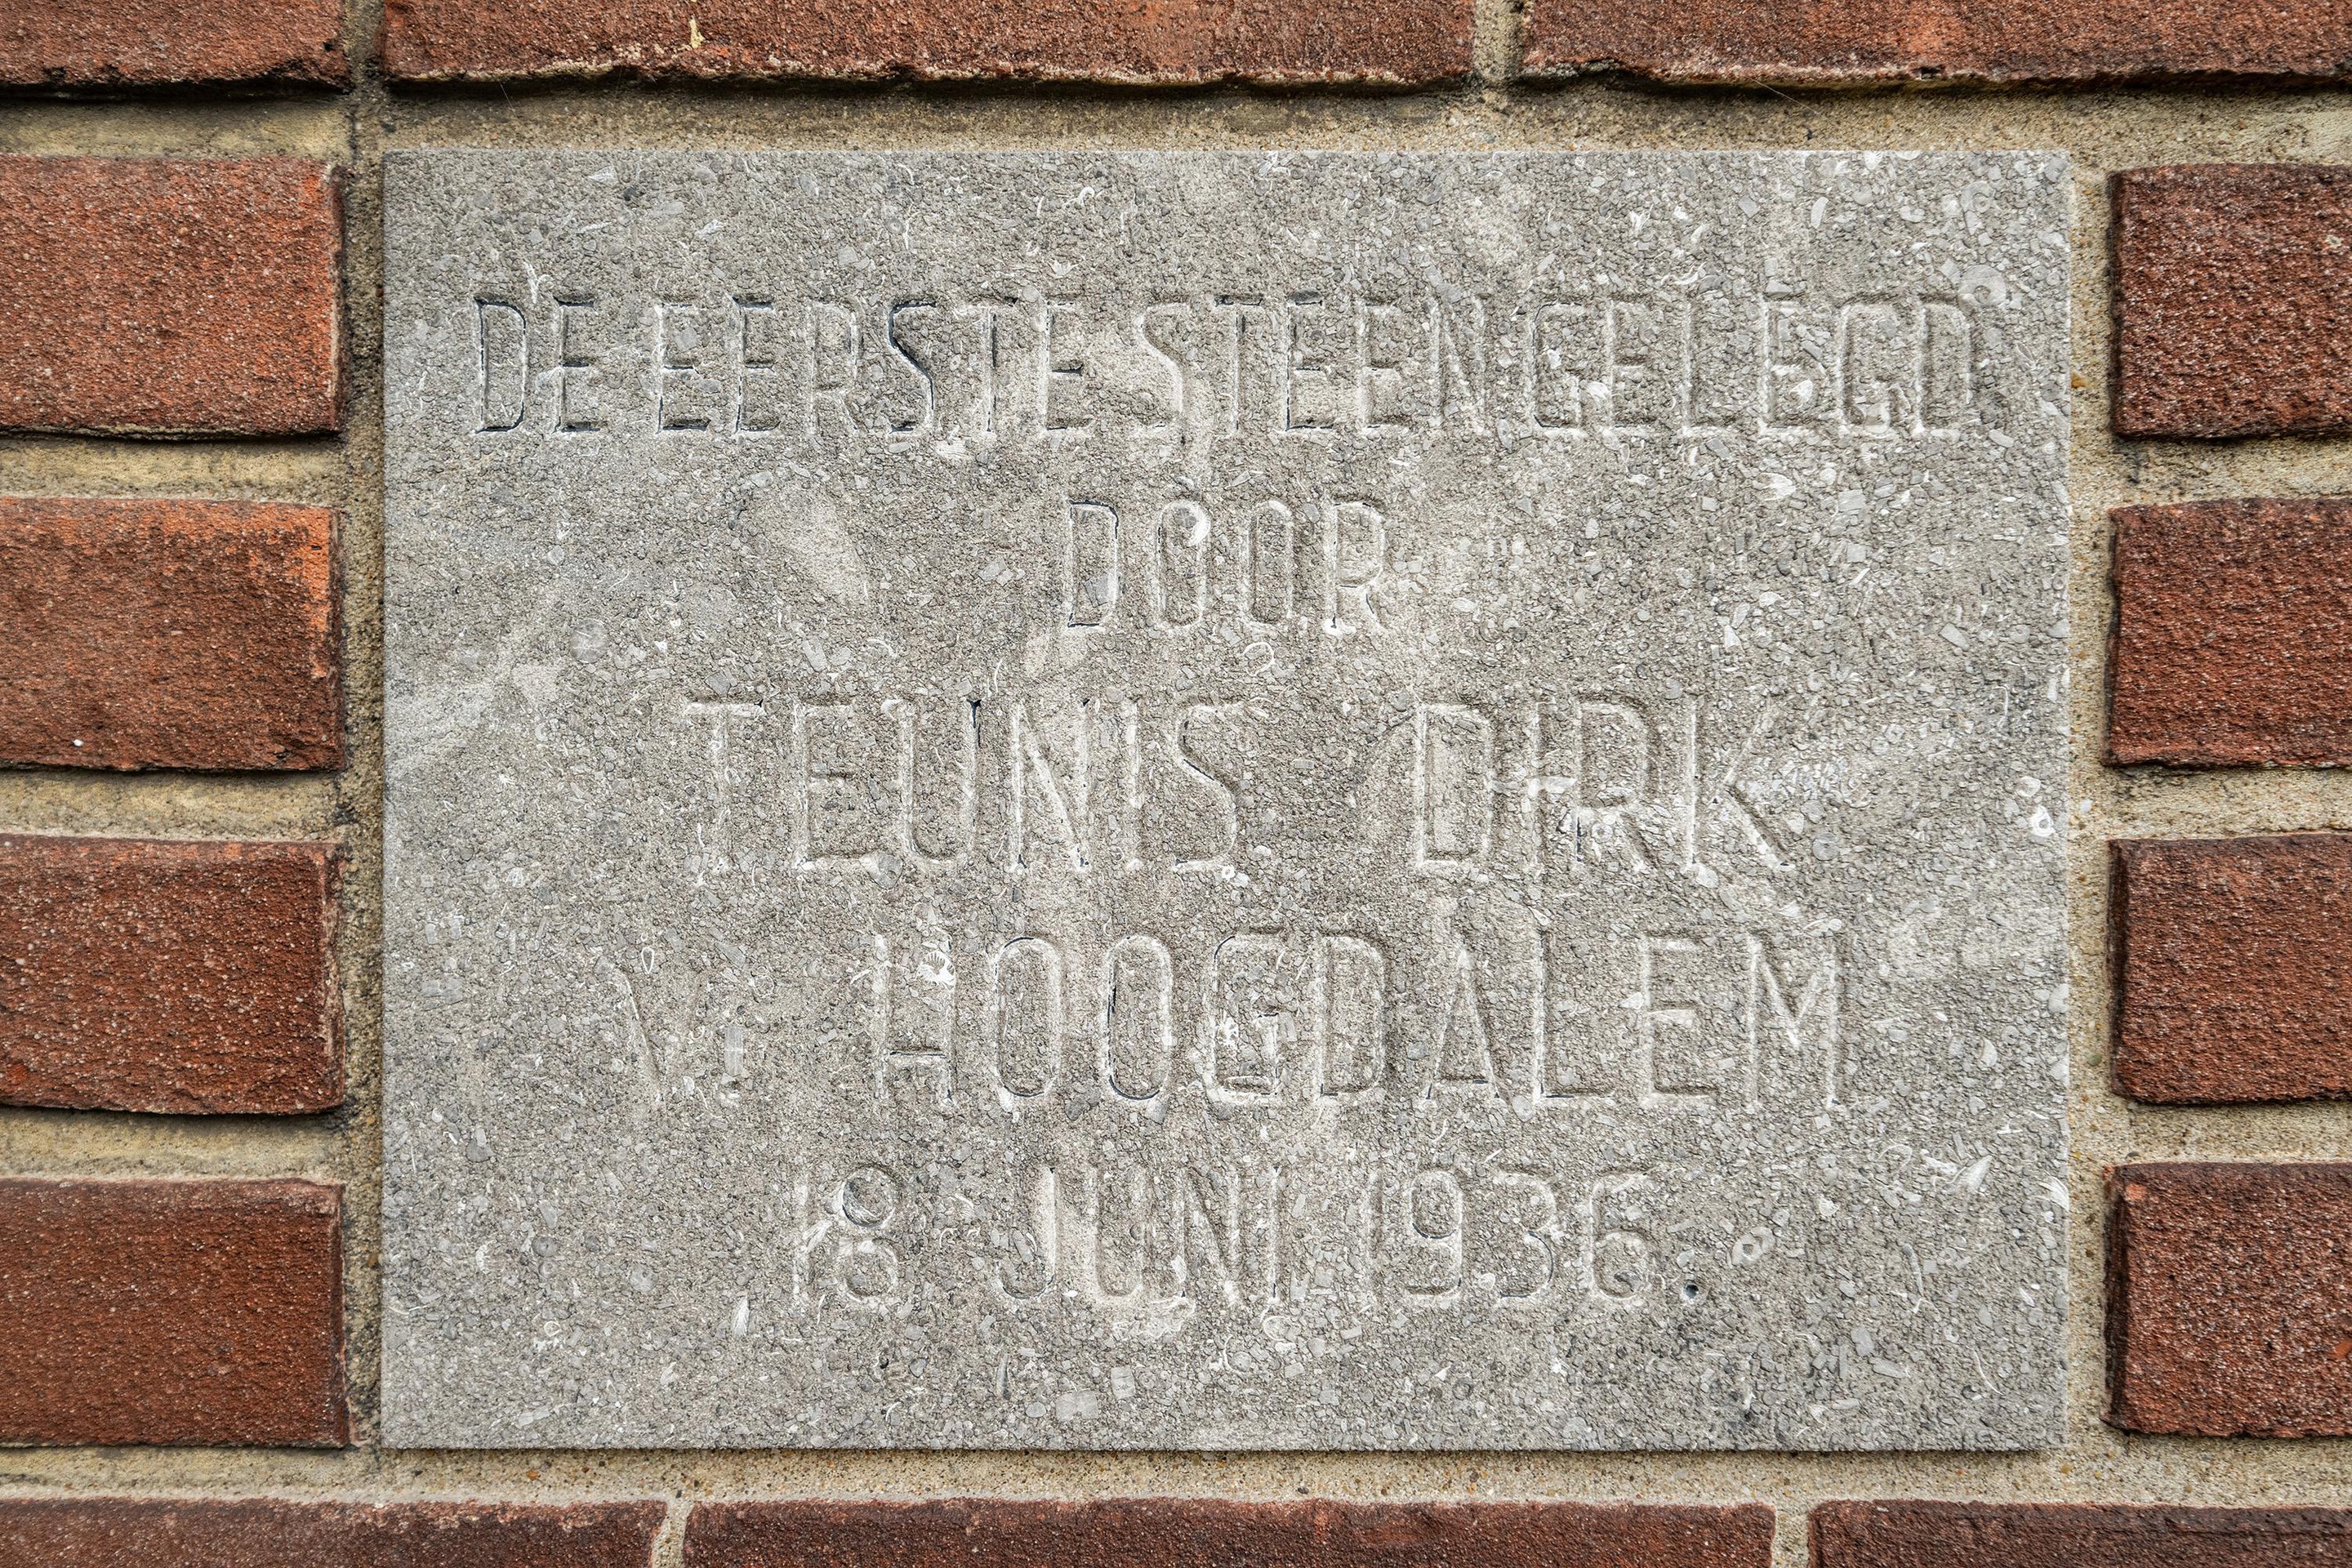 DE EERSTE STEEN GELEGD
DOOR
TEUNIS DIRK
V. HOOGDALEM
18 JUNI 1936.